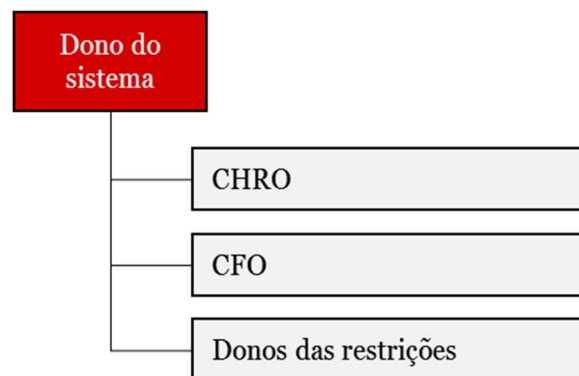 Dono do
sistema
CHRO
CFO
Donos das restrições